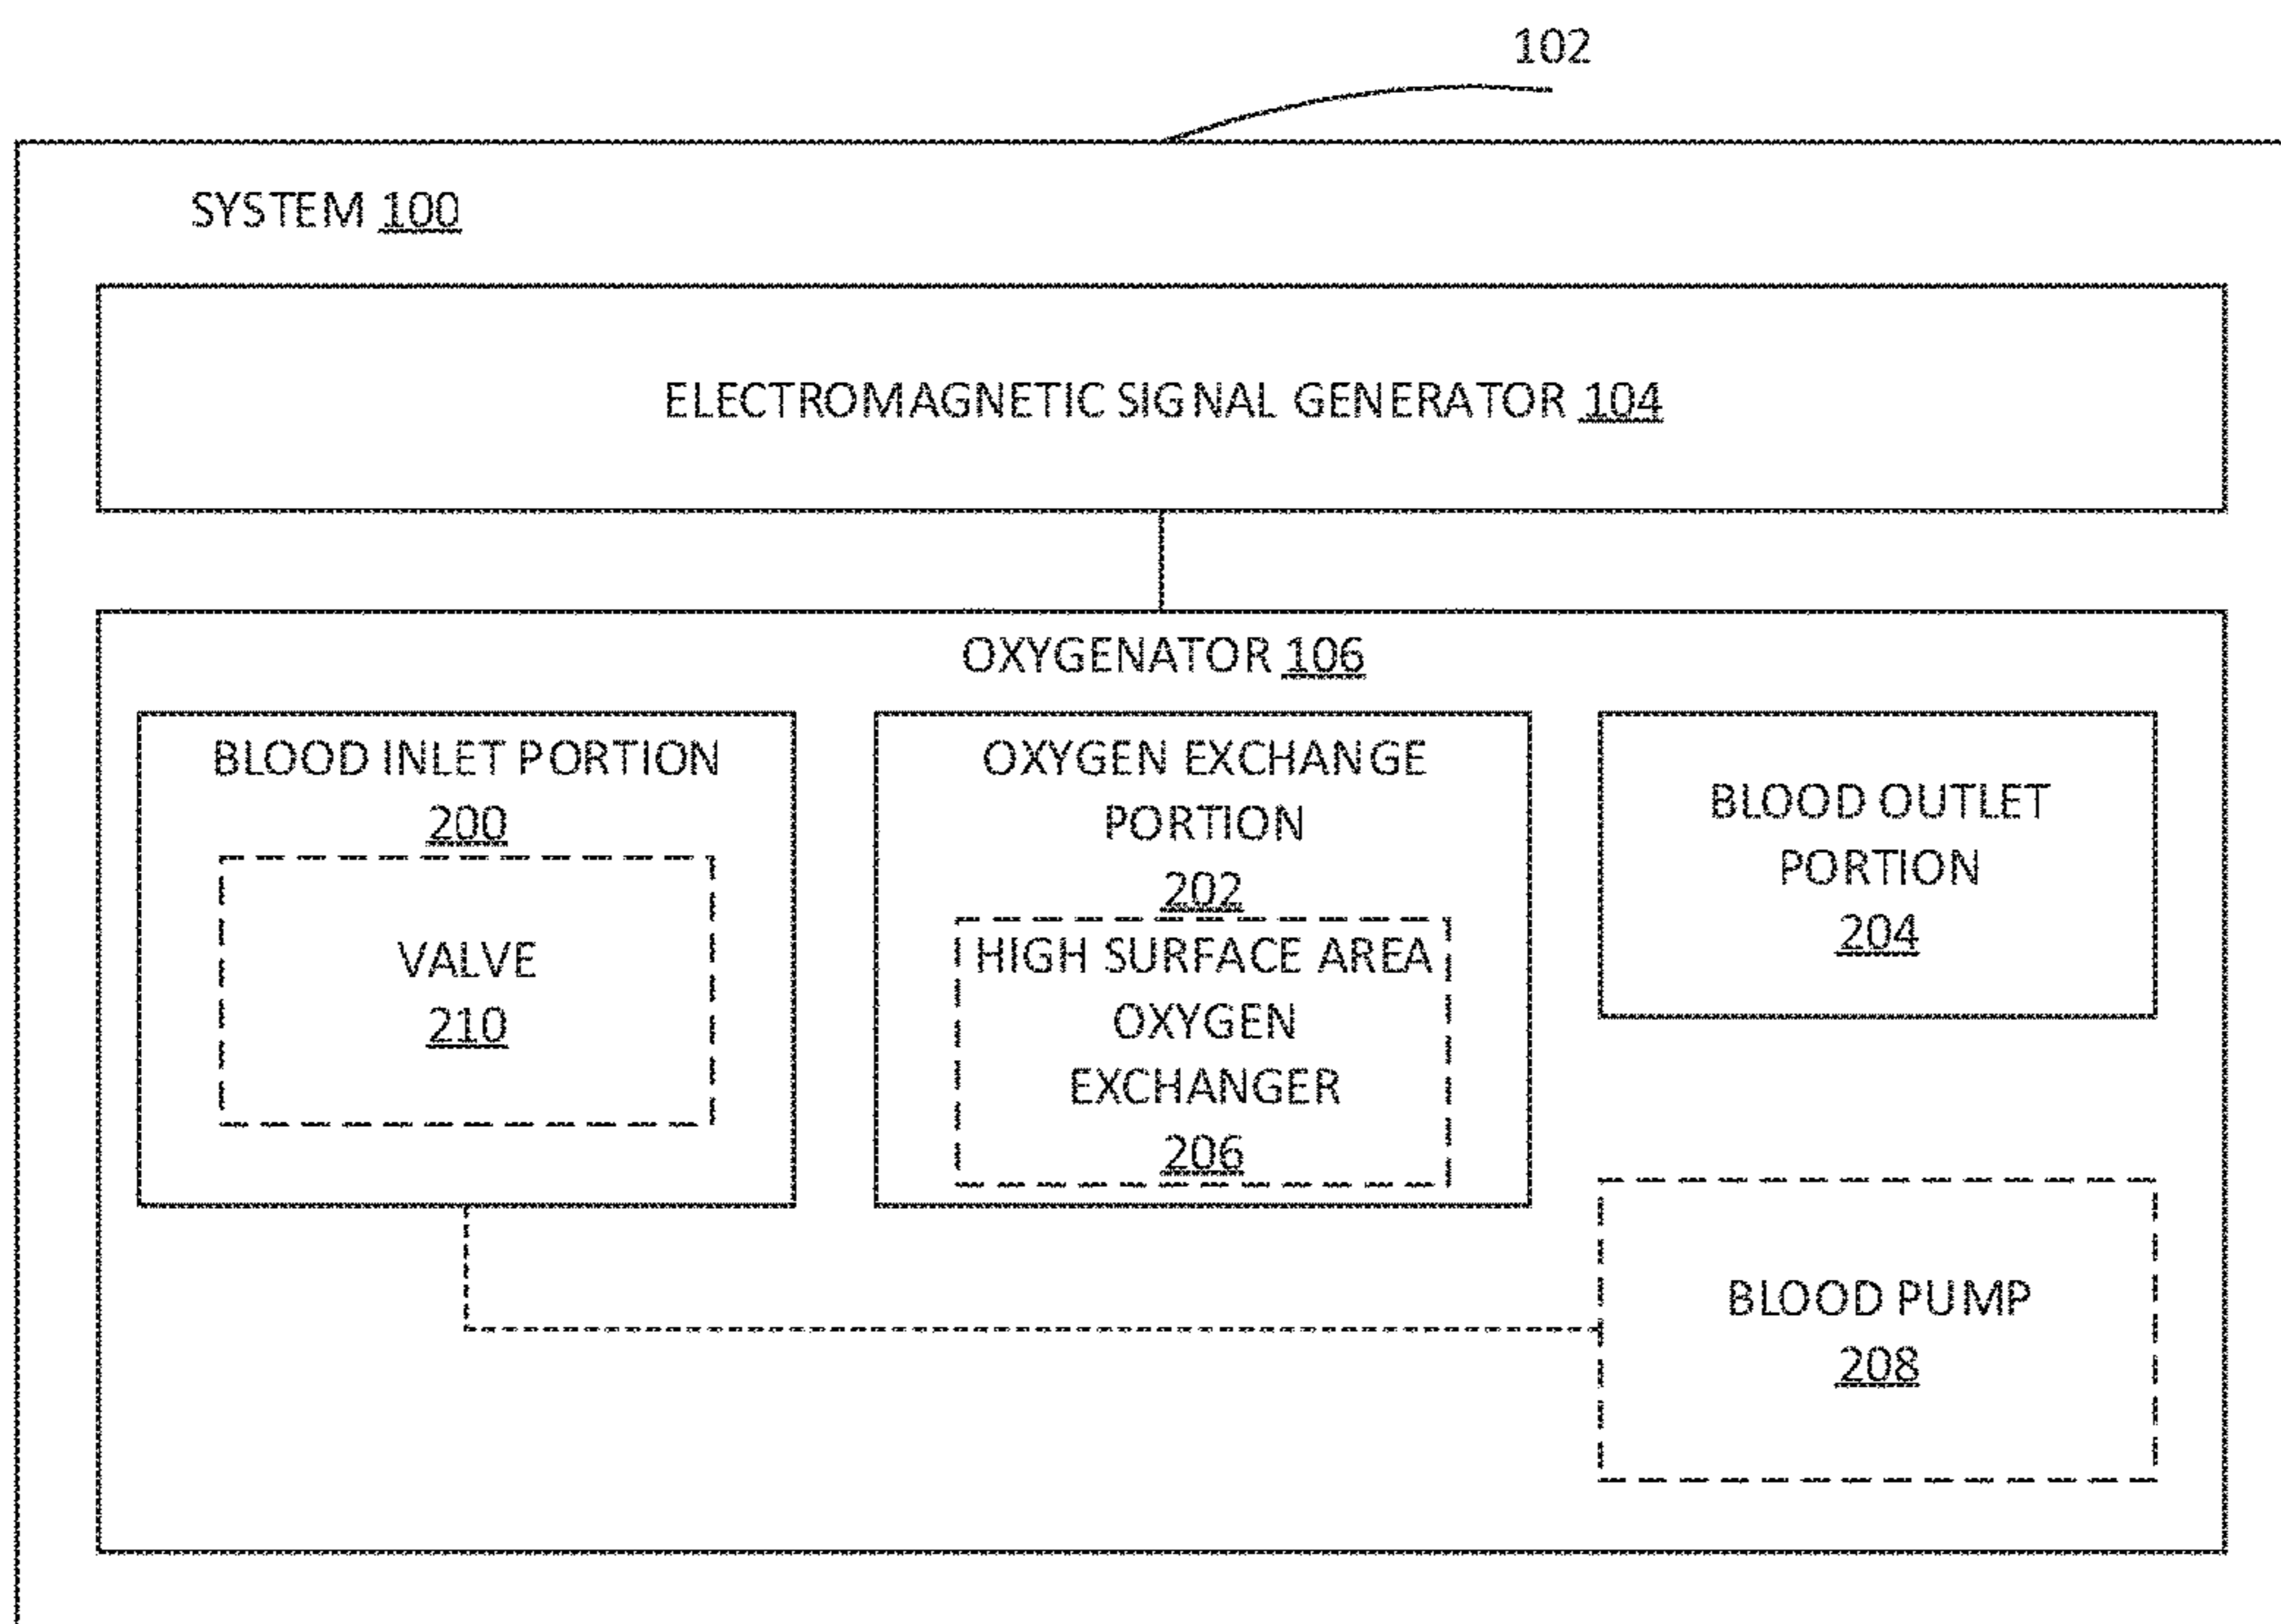 102
SYSTEM 100
ELECTROMAGNETIC SIGNAL GENERATOR 104
OXYGENATOR 106
BLOOD INLET PORTION
200
VALVE
210
OXYGEN EXCHANGE
PORTION
202
HIGH SURFACE AREA
OXYGEN
EXCHANGER
206
BLOOD OUTLET
PORTION
204
BLOOD PUMP
208